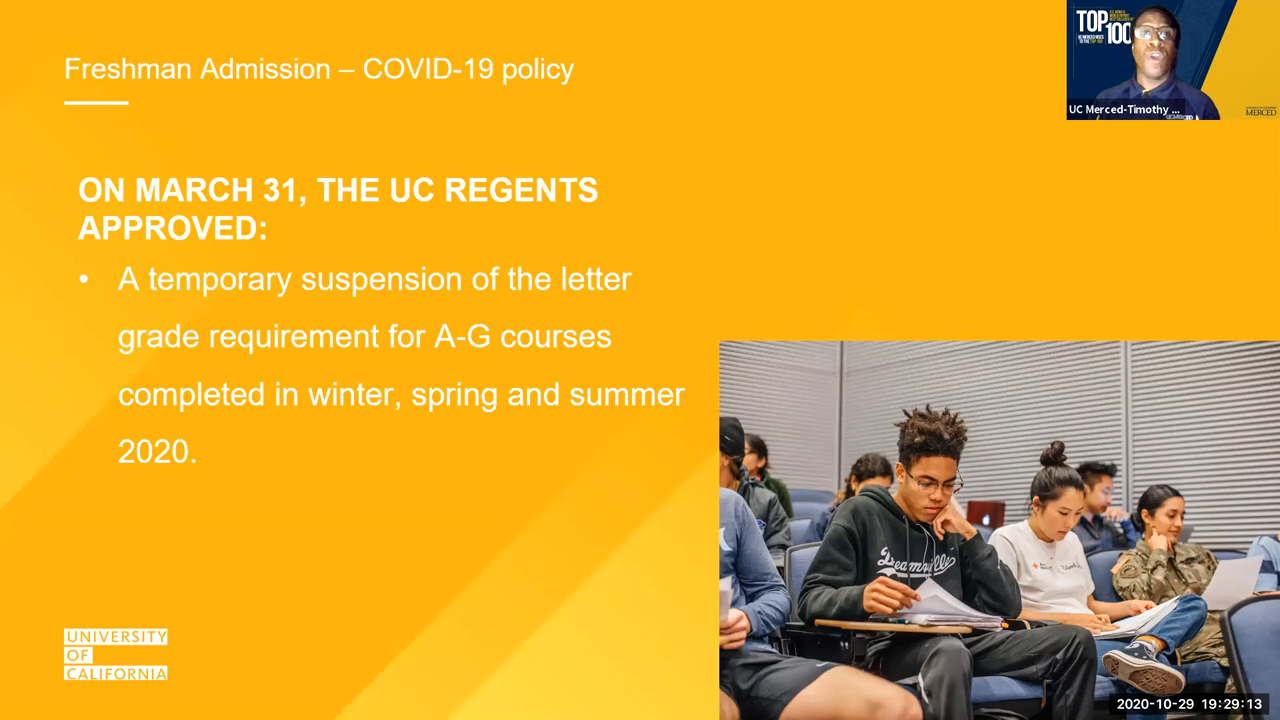 Freshman Admission – COVID-19 policy
ON MARCH 31, THE UC REGENTS
APPROVED:
• A temporary suspension of the letter
grade requirement for A-G courses
completed in winter, spring and summer
2020.
UNIVERSITY
OF
CALIFORNIA
TOP
100
UC Merced-Timothy ...
MERCED
Dreamville
2020-10-29 19:29:13